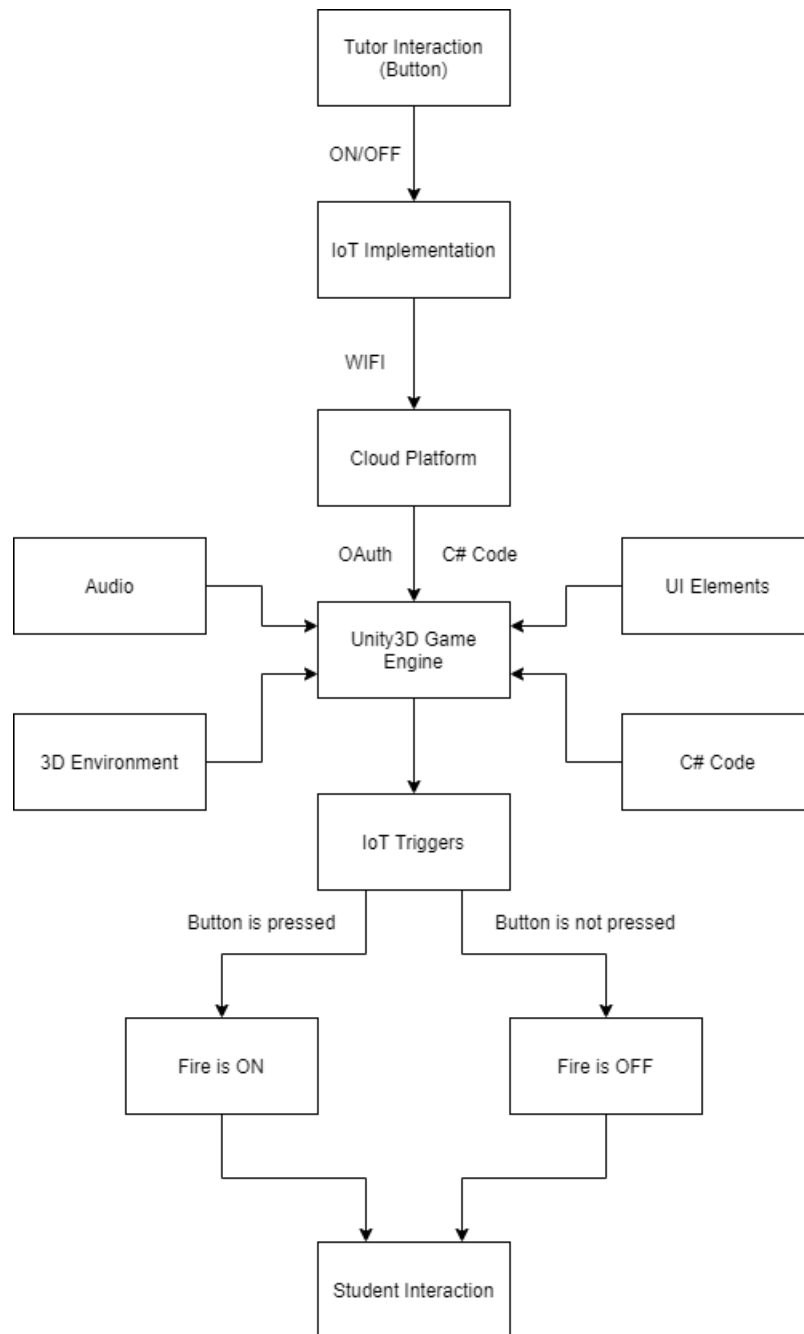 Tutor Interaction
(Button)
ON/OFF
IoT Implementation
WIFI
Cloud Platform
OAuth
C# Code
Audio
UI Elements
Unity3D Game
Engine
3D Environment
C# Code
IoT Triggers
Button is pressed
Button is not pressed
Fire is ON
Fire is OFF
Student Interaction